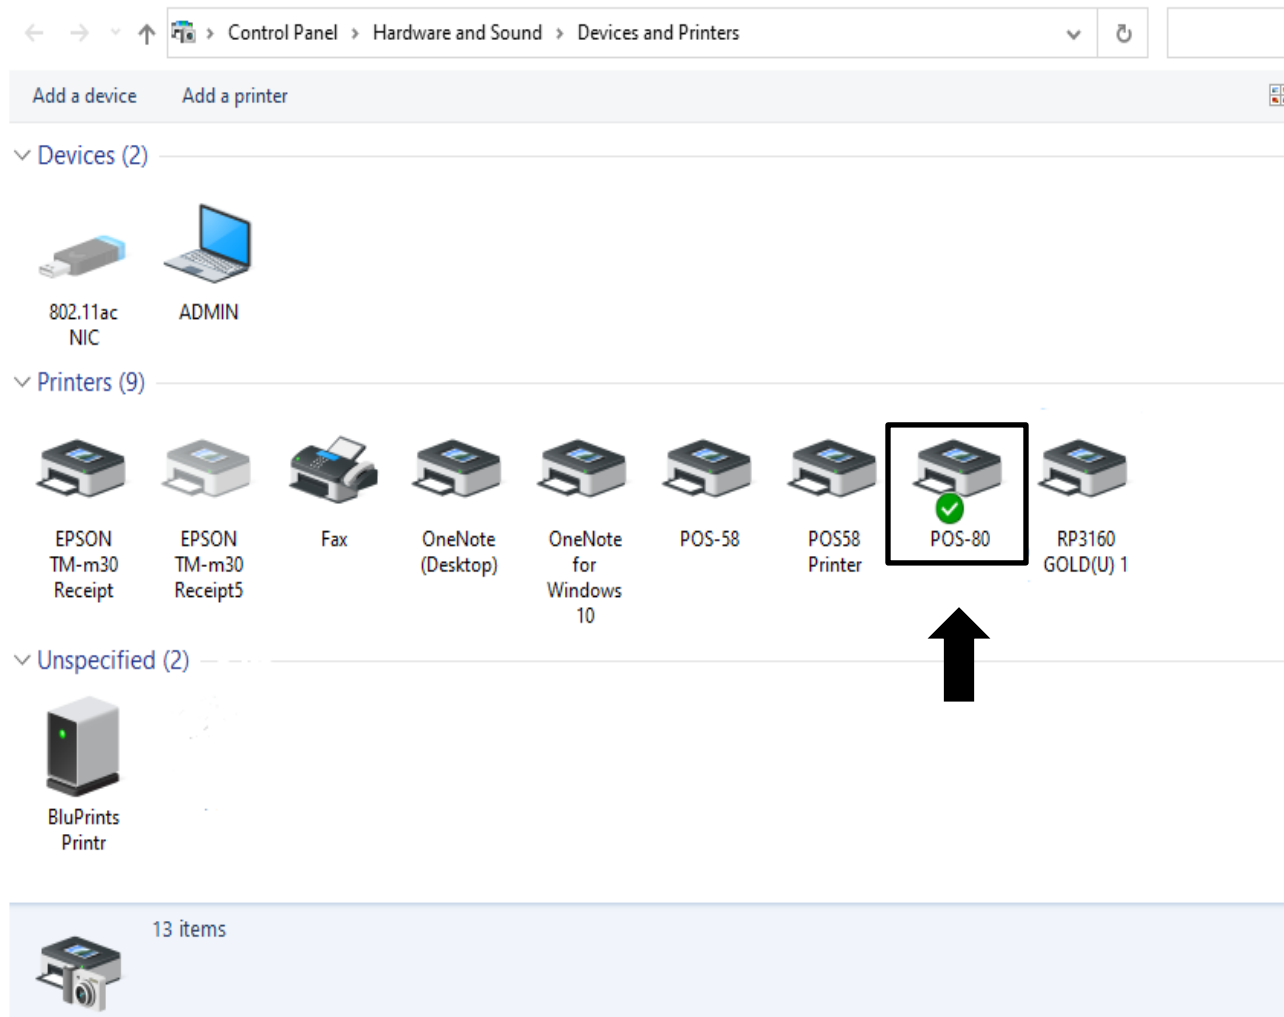 Control Panel > Hardware and Sound > Devices and Printers
Add a device Add a printer
Devices (2)
802.11ac
NIC
ADMIN
Printers (9)
EPSON
TM-m30
Receipt
EPSON
TM-m30
Receipt5
Fax
OneNote
(Desktop)
OneNote
for
Windows
10
POS-58
POS58
Printer
POS-80
RP3160
GOLD(U) 1
Unspecified (2)
BluPrints
Printr
13 items